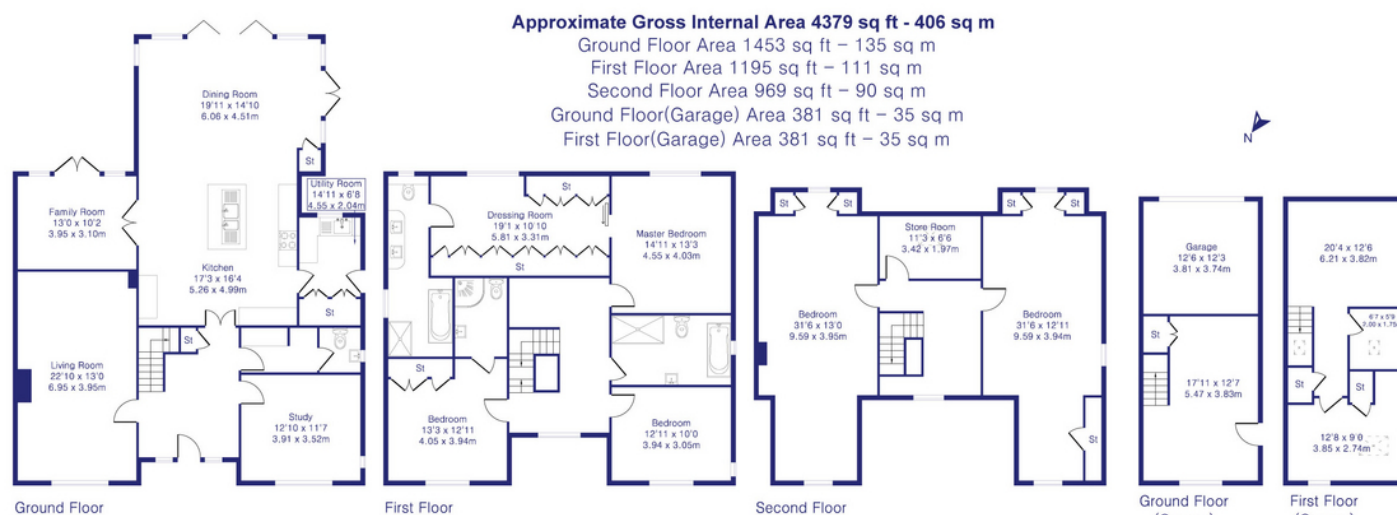 Approximate Gross Internal Area 4379 sq ft - 406 sq m
Ground Floor Area 1453 sq ft – 135 sq m
First Floor Area 1195 sq ft – 111 sq m
Second Floor Area 969 sq ft – 90 sq m
Ground Floor(Garage) Area 381 sq ft – 35 sq m
First Floor(Garage) Area 381 sq ft – 35 sq m
N
Dining Room
19'11 x 14'10
6.06 x 4.51m
St
Utility Room
14'11 x 6'8
4.55 x 2.04m
Family Room
13'0 x 10'2
3.95 x 3.10m
Kitchen
17'3 x 16'4
5.26 x 4.99m
St
St
Living Room
22'10 x 13'0
6.95 x 3.95m
Study
12'10 x 11'7
3.91 x 3.52m
Ground Floor
St
Dressing Room
19'1 x 10'10
5.81 x 3.31m
St
Master Bedroom
14'11 x 13'3
4.55 x 4.03m
St
Bedroom
13'3 x 12'11
4.05 x 3.94m
Bedroom
12'11 x 10'0
3.94 x 3.05m
First Floor
St
St
St
St
Store Room
11'3 x 6'6
3.42 x 1.97m
Bedroom
31'6 x 13'0
9.59 x 3.95m
Bedroom
31'6 x 12'11
9.59 x 3.94m
St
Second Floor
Garage
12'6 x 12'3
3.81 x 3.74m
St
17'11 x 12'7
5.47 x 3.83m
Ground Floor
20'4 x 12'6
6.21 x 3.82m
6'7 x 5'9
2.00 x 1.75
St
St
12'8 x 9'0
3.85 x 2.74m
First Floor